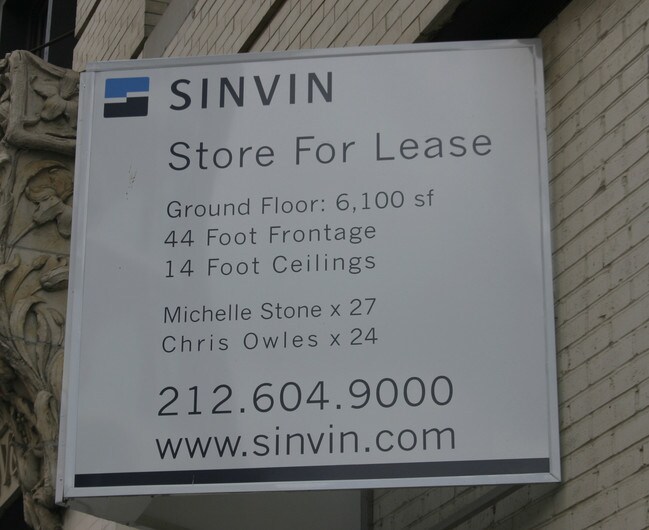 SINVIN
Store For Lease
Ground Floor: 6,100 sf
44 Foot Frontage
14 Foot Ceilings
Michelle Stone x 27
Chris Owles x 24
212.604.9000
www.sinvin.com